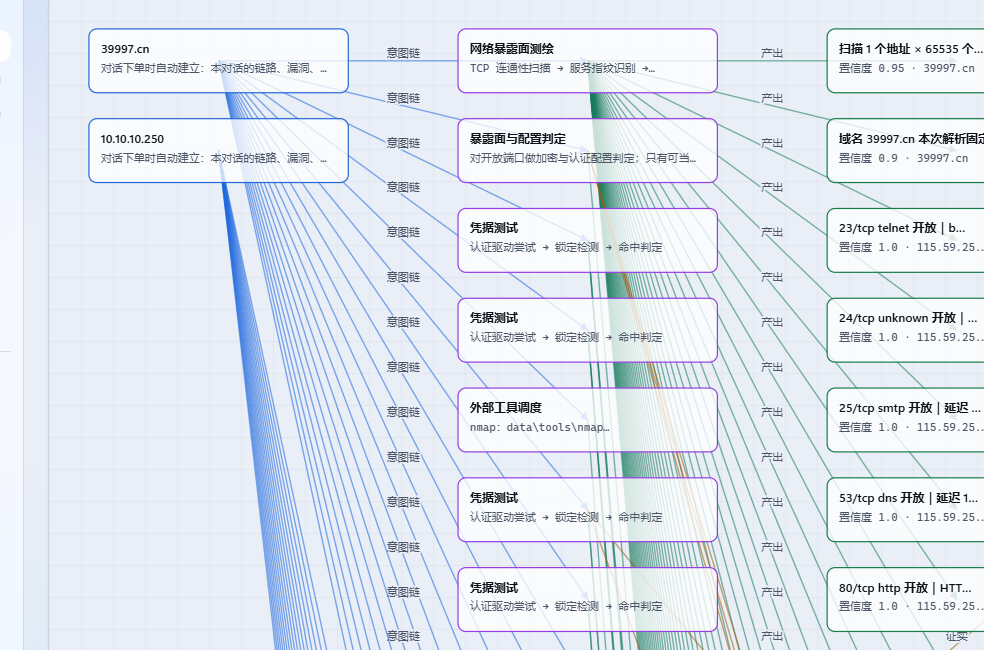 39997.cn
对话下单时自动建立：本对话的链路、漏洞、…
意图链
网络暴露面测绘
TCP 连通性扫描 → 服务指纹识别 →…
产出
扫描 1 个地址 × 65535 个…
置信度 0.95 · 39997.cn
意图链
产出
10.10.10.250
对话下单时自动建立：本对话的链路、漏洞、…
意图链
暴露面与配置判定
对开放端口做加密与认证配置判定；只有可当…
产出
域名 39997.cn 本次解析固定
置信度 0.9 · 39997.cn
意图链
产出
意图链
凭据测试
认证驱动尝试 → 锁定检测 → 命中判定
产出
23/tcp telnet 开放 | b…
置信度 1.0 · 115.59.25..
意图链
产出
意图链
凭据测试
认证驱动尝试 → 锁定检测 → 命中判定
产出
24/tcp unknown 开放 | …
置信度 1.0 · 115.59.25..
意图链
产出
意图链
外部工具调度
nmap: data\tools\nmap…
产出
25/tcp smtp 开放 | 延迟 …
置信度 1.0 · 115.59.25..
意图链
产出
意图链
凭据测试
认证驱动尝试 → 锁定检测 → 命中判定
产出
53/tcp dns 开放 | 延迟 1…
置信度 1.0 · 115.59.25..
意图链
产出
意图链
凭据测试
认证驱动尝试 → 锁定检测 → 命中判定
产出
80/tcp http 开放 | HTT…
置信度 1.0 · 115.59.25..
意图链
产出
证实